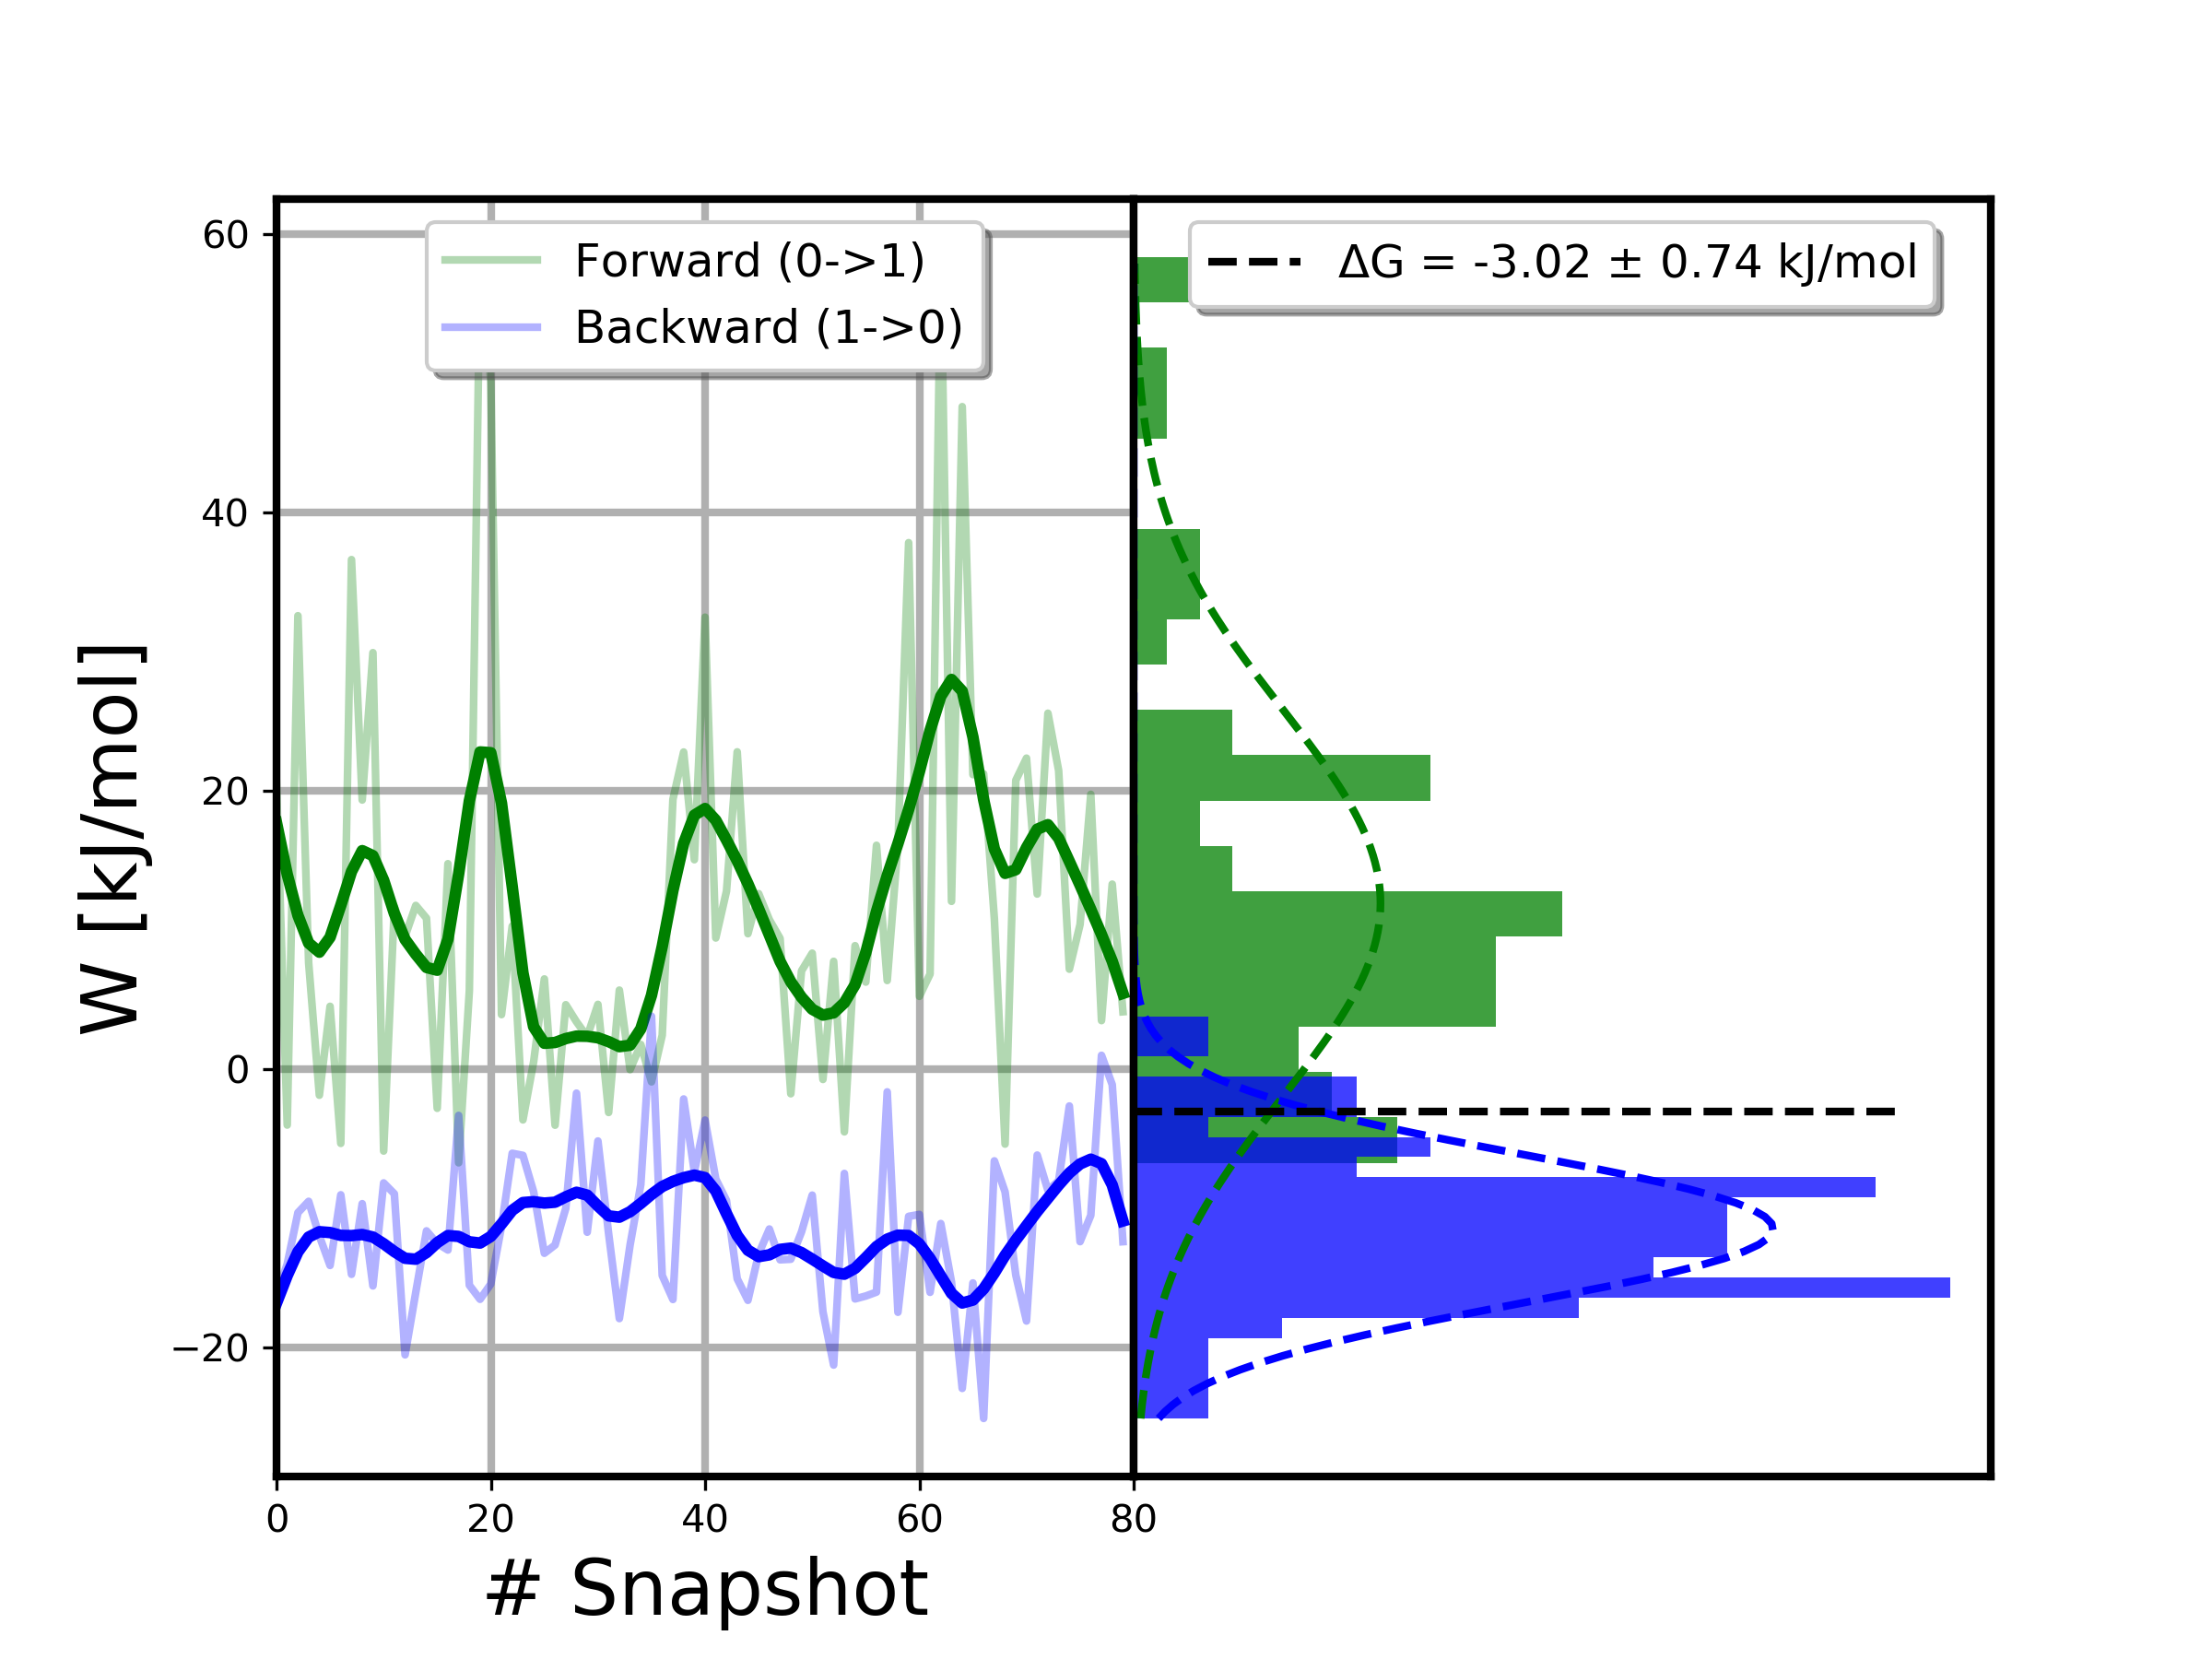 60
40
20
0
−20
W [kJ/mol]
Forward (0->1)
Backward (1->0)
ΔG = -3.02 ± 0.74 kJ/mol
0 20 40 60 80
# Snapshot